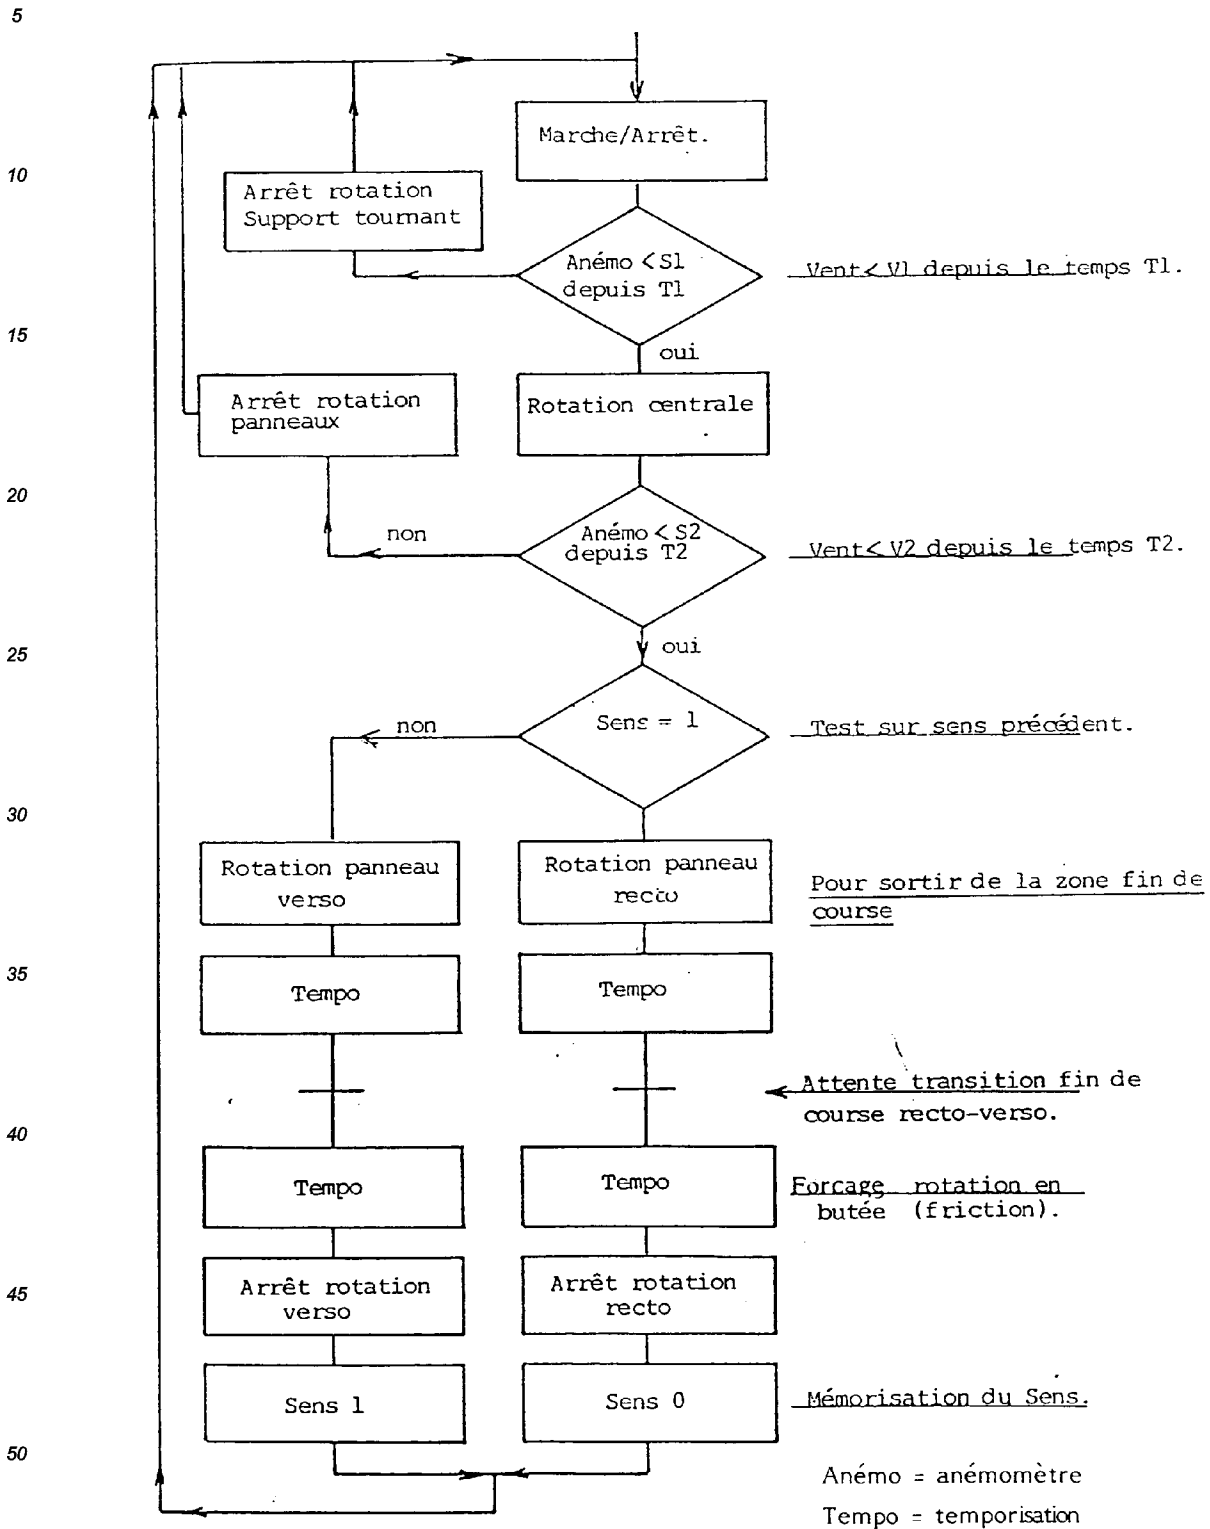 5
Marche/Arrêt.
10
Arrêt rotation
Support tournant
Anémo < S1
depuis T1
Vent < V1 depuis le temps T1.
15
oui
Arrêt rotation
panneaux
Rotation centrale
20
non
Anémo < S2
depuis T2
Vent < V2 depuis le temps T2.
25
oui
non
Sens = 1
Test sur sens précédent.
30
Rotation panneau
verso
Rotation panneau
recto
Pour sortir de la zone fin de
course
35
Tempo
Tempo
Attente transition fin de
course recto-verso.
40
Tempo
Tempo
Forcage rotation en
butée (friction).
45
Arrêt rotation
verso
Arrêt rotation
recto
Sens 1
Sens 0
Mémorisation du Sens.
50
Anémo = anémomètre
Tempo = temporisation